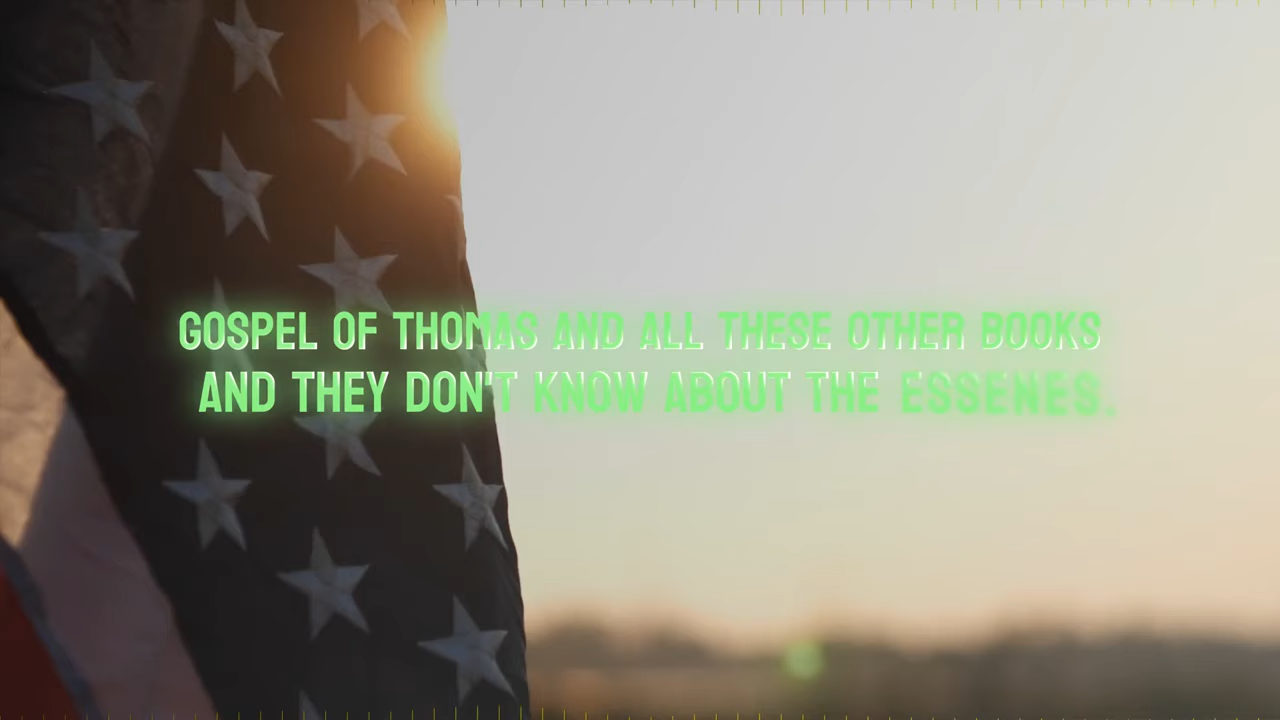 GOSPEL OF THOMAS AND ALL THESE OTHER BOOKS
AND THEY DON'T KNOW ABOUT THE ESSENES.